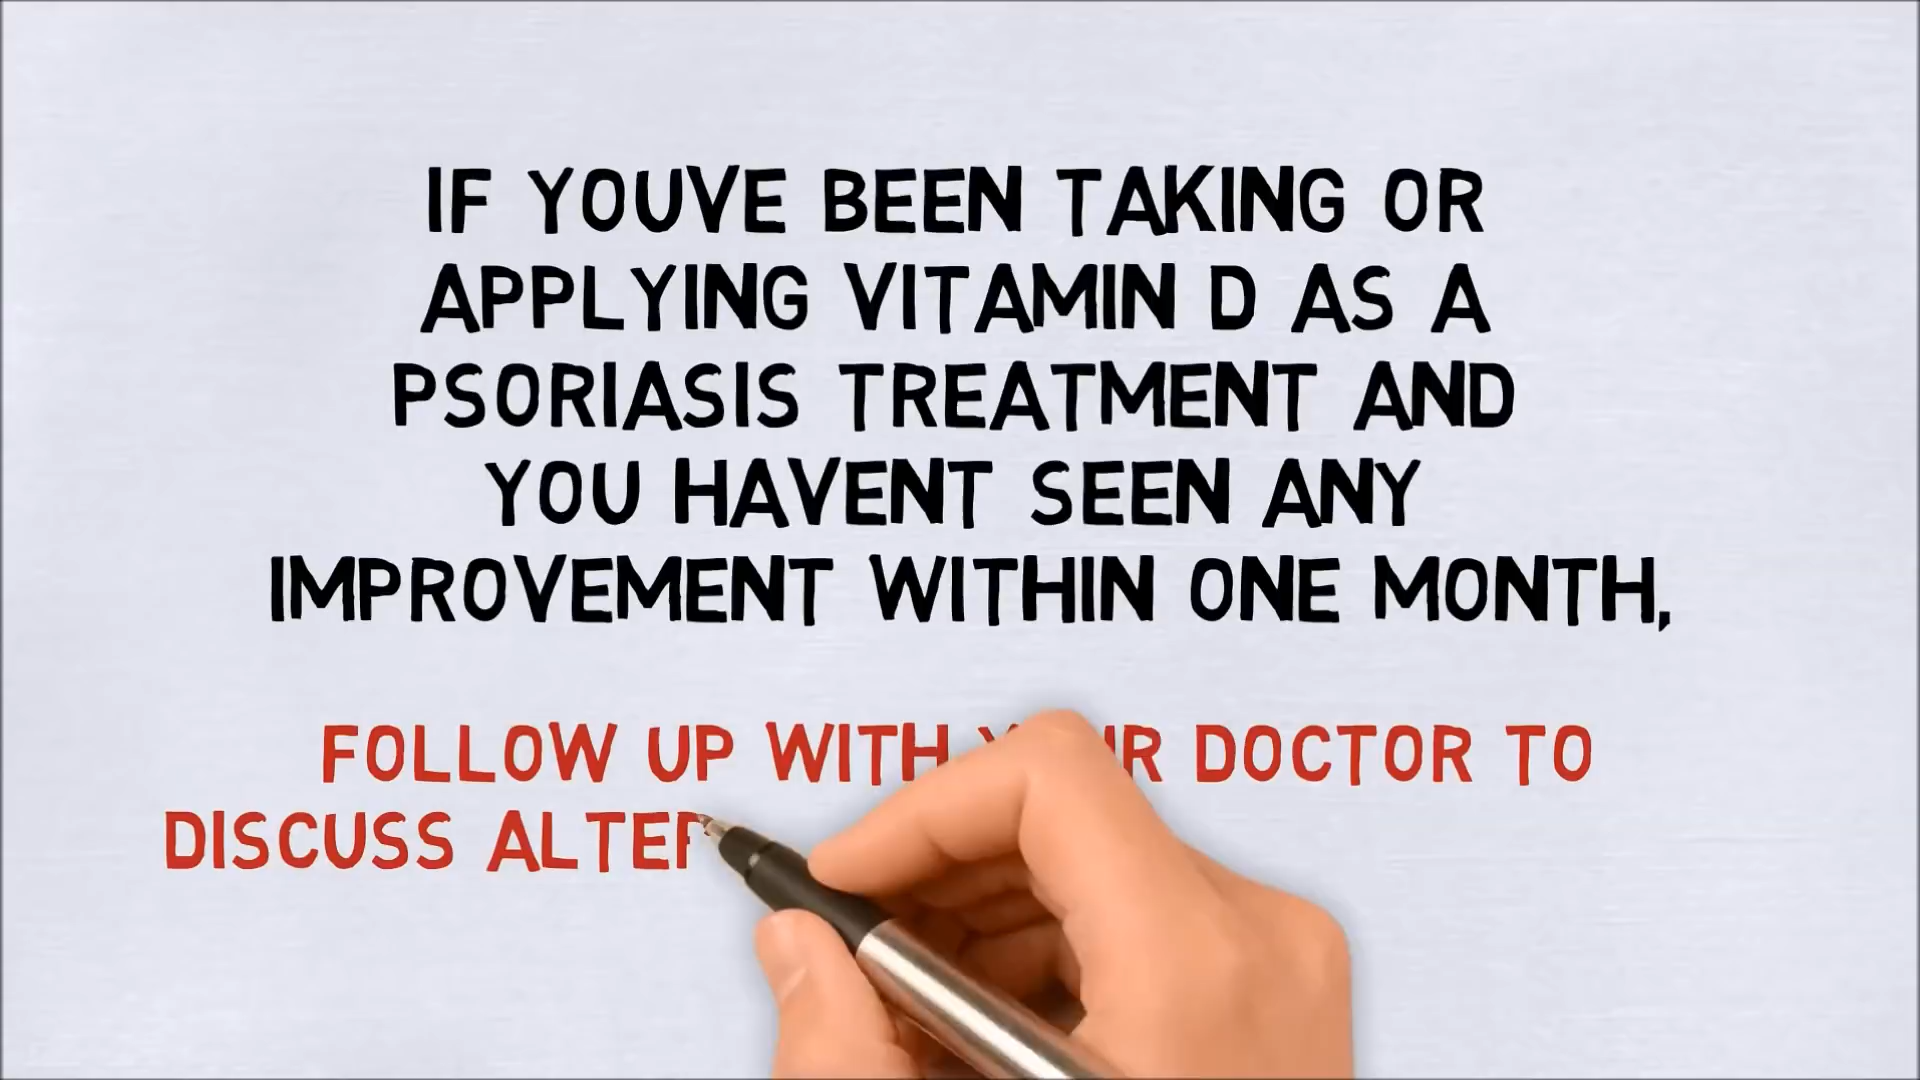 IF YOUVE BEEN TAKING OR
APPLYING VITAMIN D AS A
PSORIASIS TREATMENT AND
YOU HAVENT SEEN ANY
IMPROVEMENT WITHIN ONE MONTH,
FOLLOW UP WITH DOCTOR TO
DISCUSS